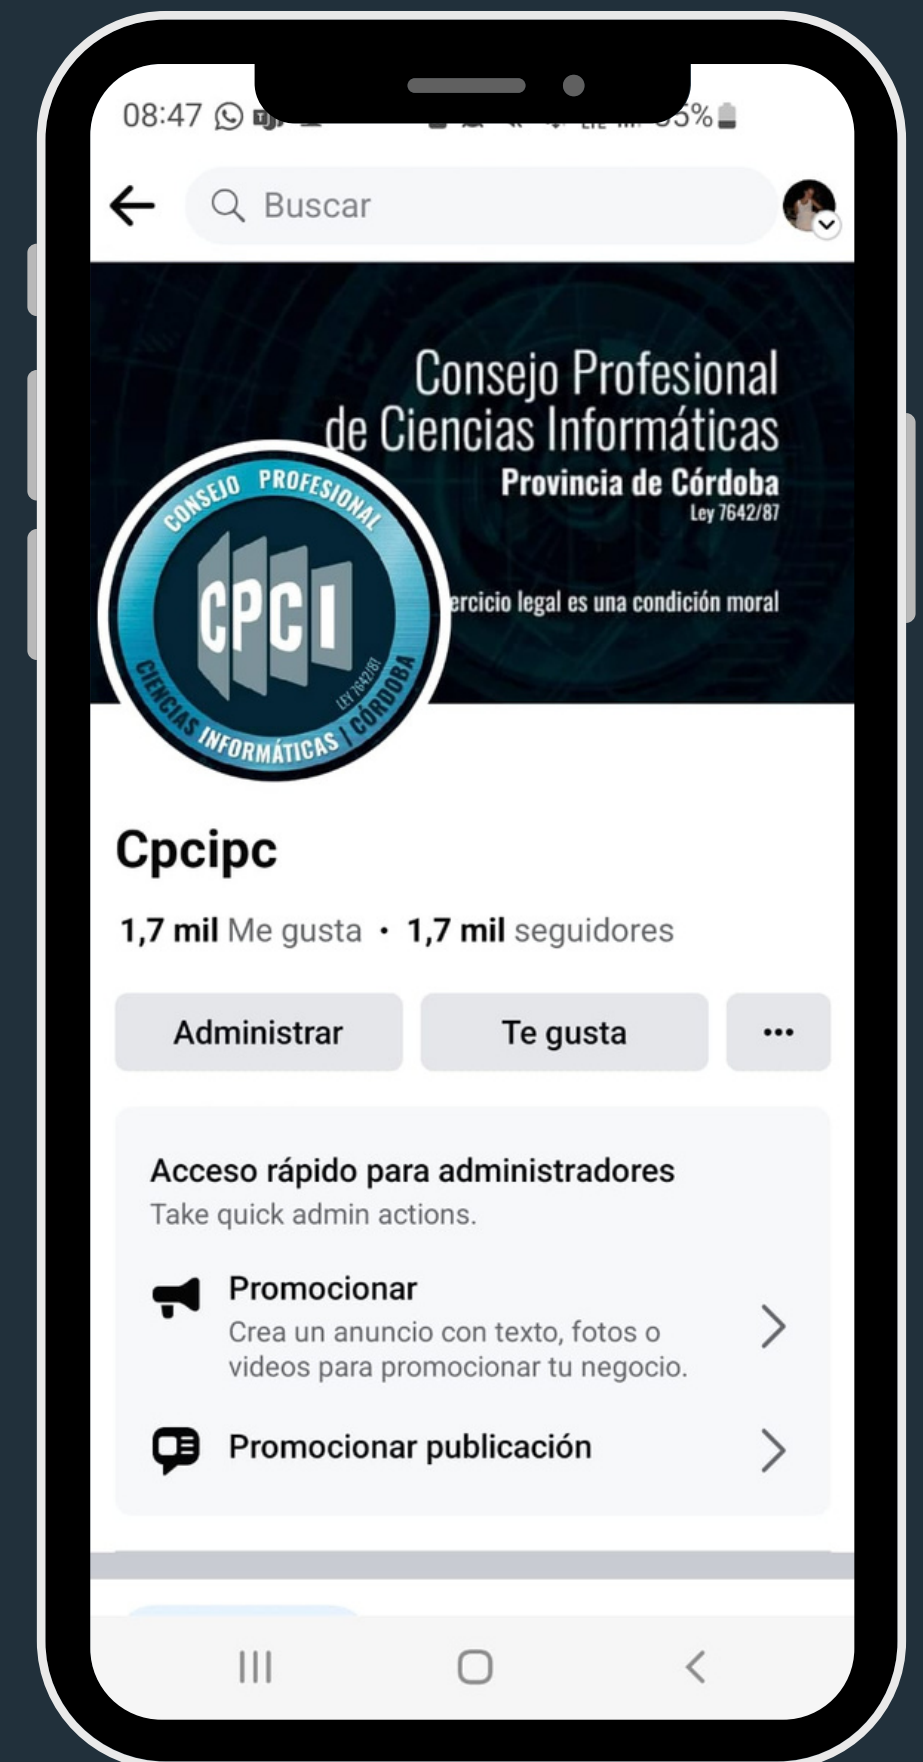 08:47
5%
Buscar
Consejo Profesional
de Ciencias Informáticas
Provincia de Córdoba
Ley 7642/87
ercicio legal es una condición moral
CONSEJO PROFESIONAL
CPCI
LEY 7642/87
CIENCIAS INFORMÁTICAS | CÓRDOBA
Cpcipc
1,7 mil Me gusta • 1,7 mil seguidores
Administrar
Te gusta
•••
Acceso rápido para administradores
Take quick admin actions.
Promocionar
Crea un anuncio con texto, fotos o
videos para promocionar tu negocio.
Promocionar publicación